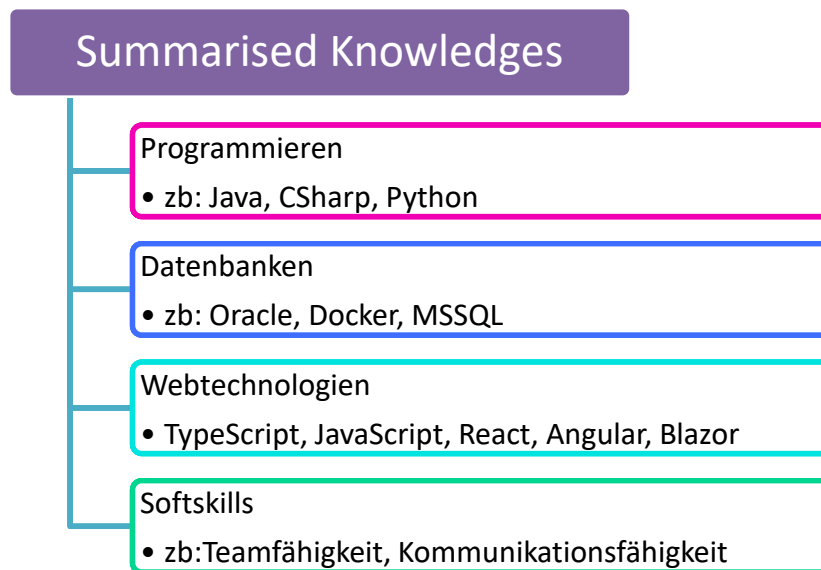 Summarised Knowledges
Programmieren
• zb: Java, CSharp, Python
Datenbanken
• zb: Oracle, Docker, MSSQL
Webtechnologien
• TypeScript, JavaScript, React, Angular, Blazor
Softskills
• zb:Teamfähigkeit, Kommunikationsfähigkeit